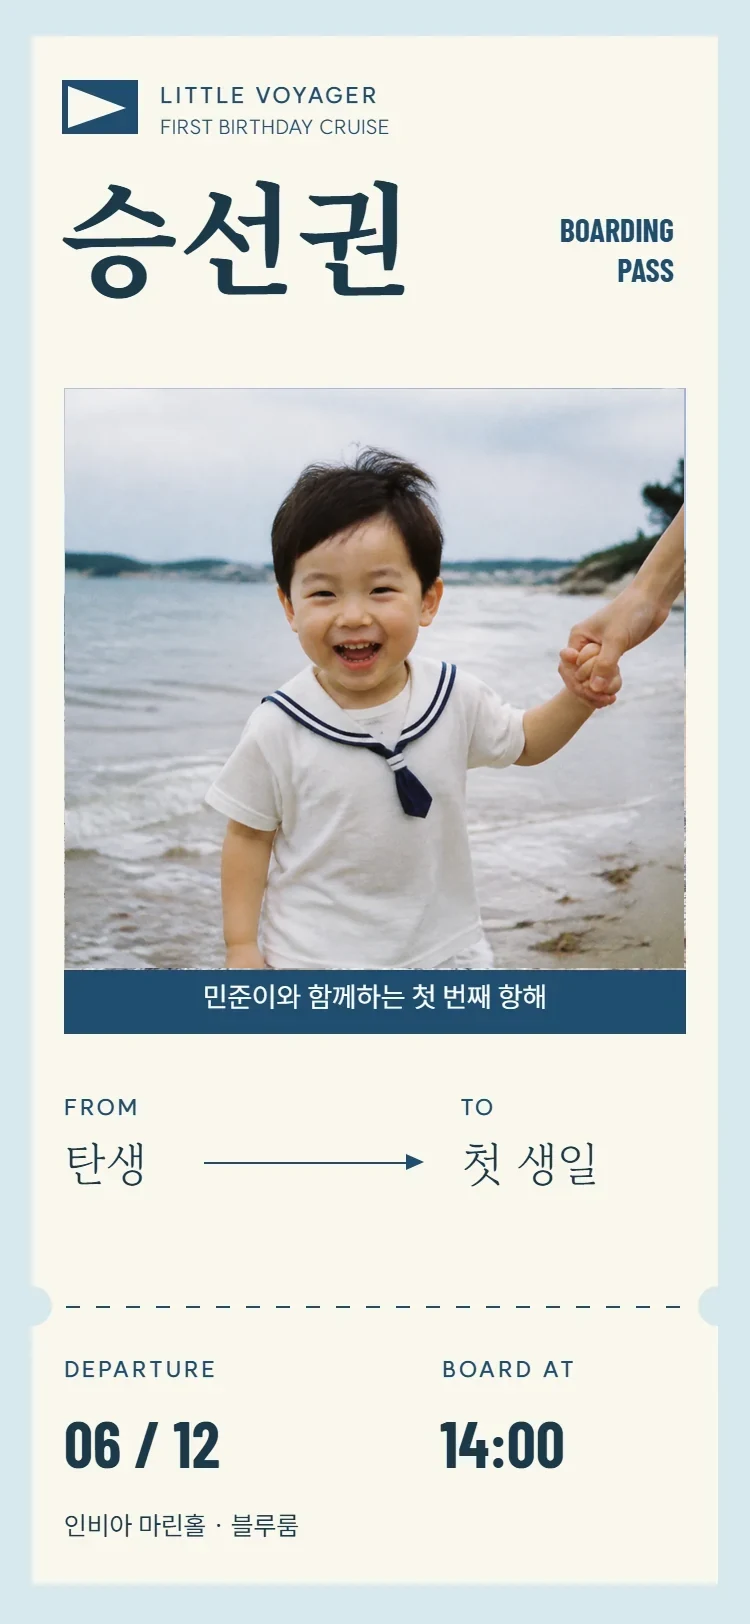 LITTLE VOYAGER
FIRST BIRTHDAY CRUISE
승선권
BOARDING
PASS
민준이와 함께하는 첫 번째 항해
FROM
TO
탄생
첫 생일
DEPARTURE
BOARD AT
06 / 12
14:00
인비아 마린홀 · 블루룸